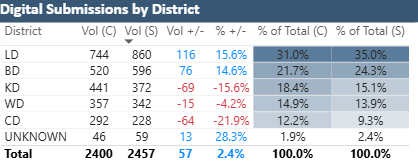 Digital Submissions by District
District Vol (C) Vol (S) Vol +/- % +/- % of Total (C) % of Total (S)
LD 744 860 116 15.6% 31.0% 35.0%
BD 520 596 76 14.6% 21.7% 24.3%
KD 441 372 -69 -15.6% 18.4% 15.1%
WD 357 342 -15 -4.2% 14.9% 13.9%
CD 292 228 -64 -21.9% 12.2% 9.3%
UNKNOWN 46 59 13 28.3% 1.9% 2.4%
Total 2400 2457 57 2.4% 100.0% 100.0%